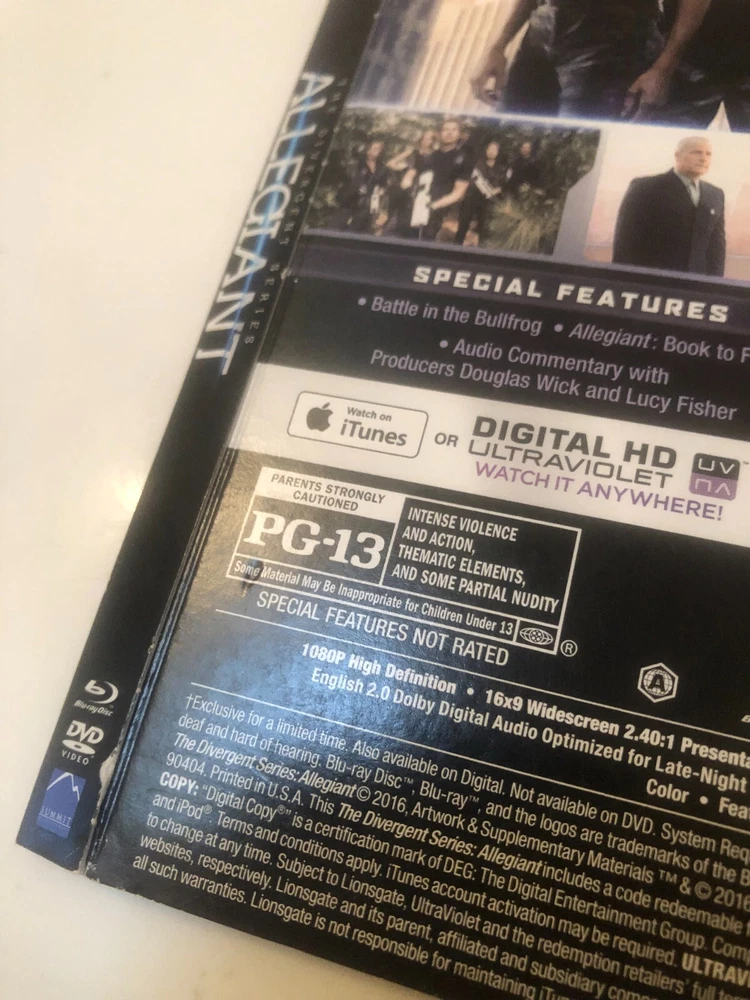 THE DIVERGENT SERIES
ALLEGIANT
SPECIAL FEATURES
• Battle in the Bullfrog • Allegiant: Book to F
• Audio Commentary with
Producers Douglas Wick and Lucy Fisher
Watch on
iTunes
OR
DIGITAL HD
ULTRAVIOLET
WATCH IT ANYWHERE!
UV
PARENTS STRONGLY
CAUTIONED
PG-13
INTENSE VIOLENCE
AND ACTION,
THEMATIC ELEMENTS,
AND SOME PARTIAL NUDITY
Some Material May Be Inappropriate for Children Under 13
®
SPECIAL FEATURES NOT RATED
1080P High Definition • 16x9 Widescreen 2.40:1 Presenta
English 2.0 Dolby Digital Audio Optimized for Late-Night
Color • Fea
†Exclusive for a limited time. Also available on Digital. Not available on DVD. System Req
deaf and hard of hearing. Blu-ray Disc™, Blu-ray™, and the logos are trademarks of the B
The Divergent Series: Allegiant © 2016, Artwork & Supplementary Materials ™ & © 2016
90404. Printed in U.S.A. This The Divergent Series: Allegiant includes a code redeemable f
COPY: "Digital Copy®" is a certification mark of DEG: The Digital Entertainment Group. Com
and iPod®. Terms and conditions apply. iTunes account activation may be required. ULTRAV
to change at any time. Subject to Lionsgate, UltraViolet and the redemption retailers' full t
websites, respectively. Lionsgate and its parent, affiliated and subsidiary com
all such warranties. Lionsgate is not responsible for maintaining iTu
Blu-ray Disc
DVD
VIDEO
SUMMIT